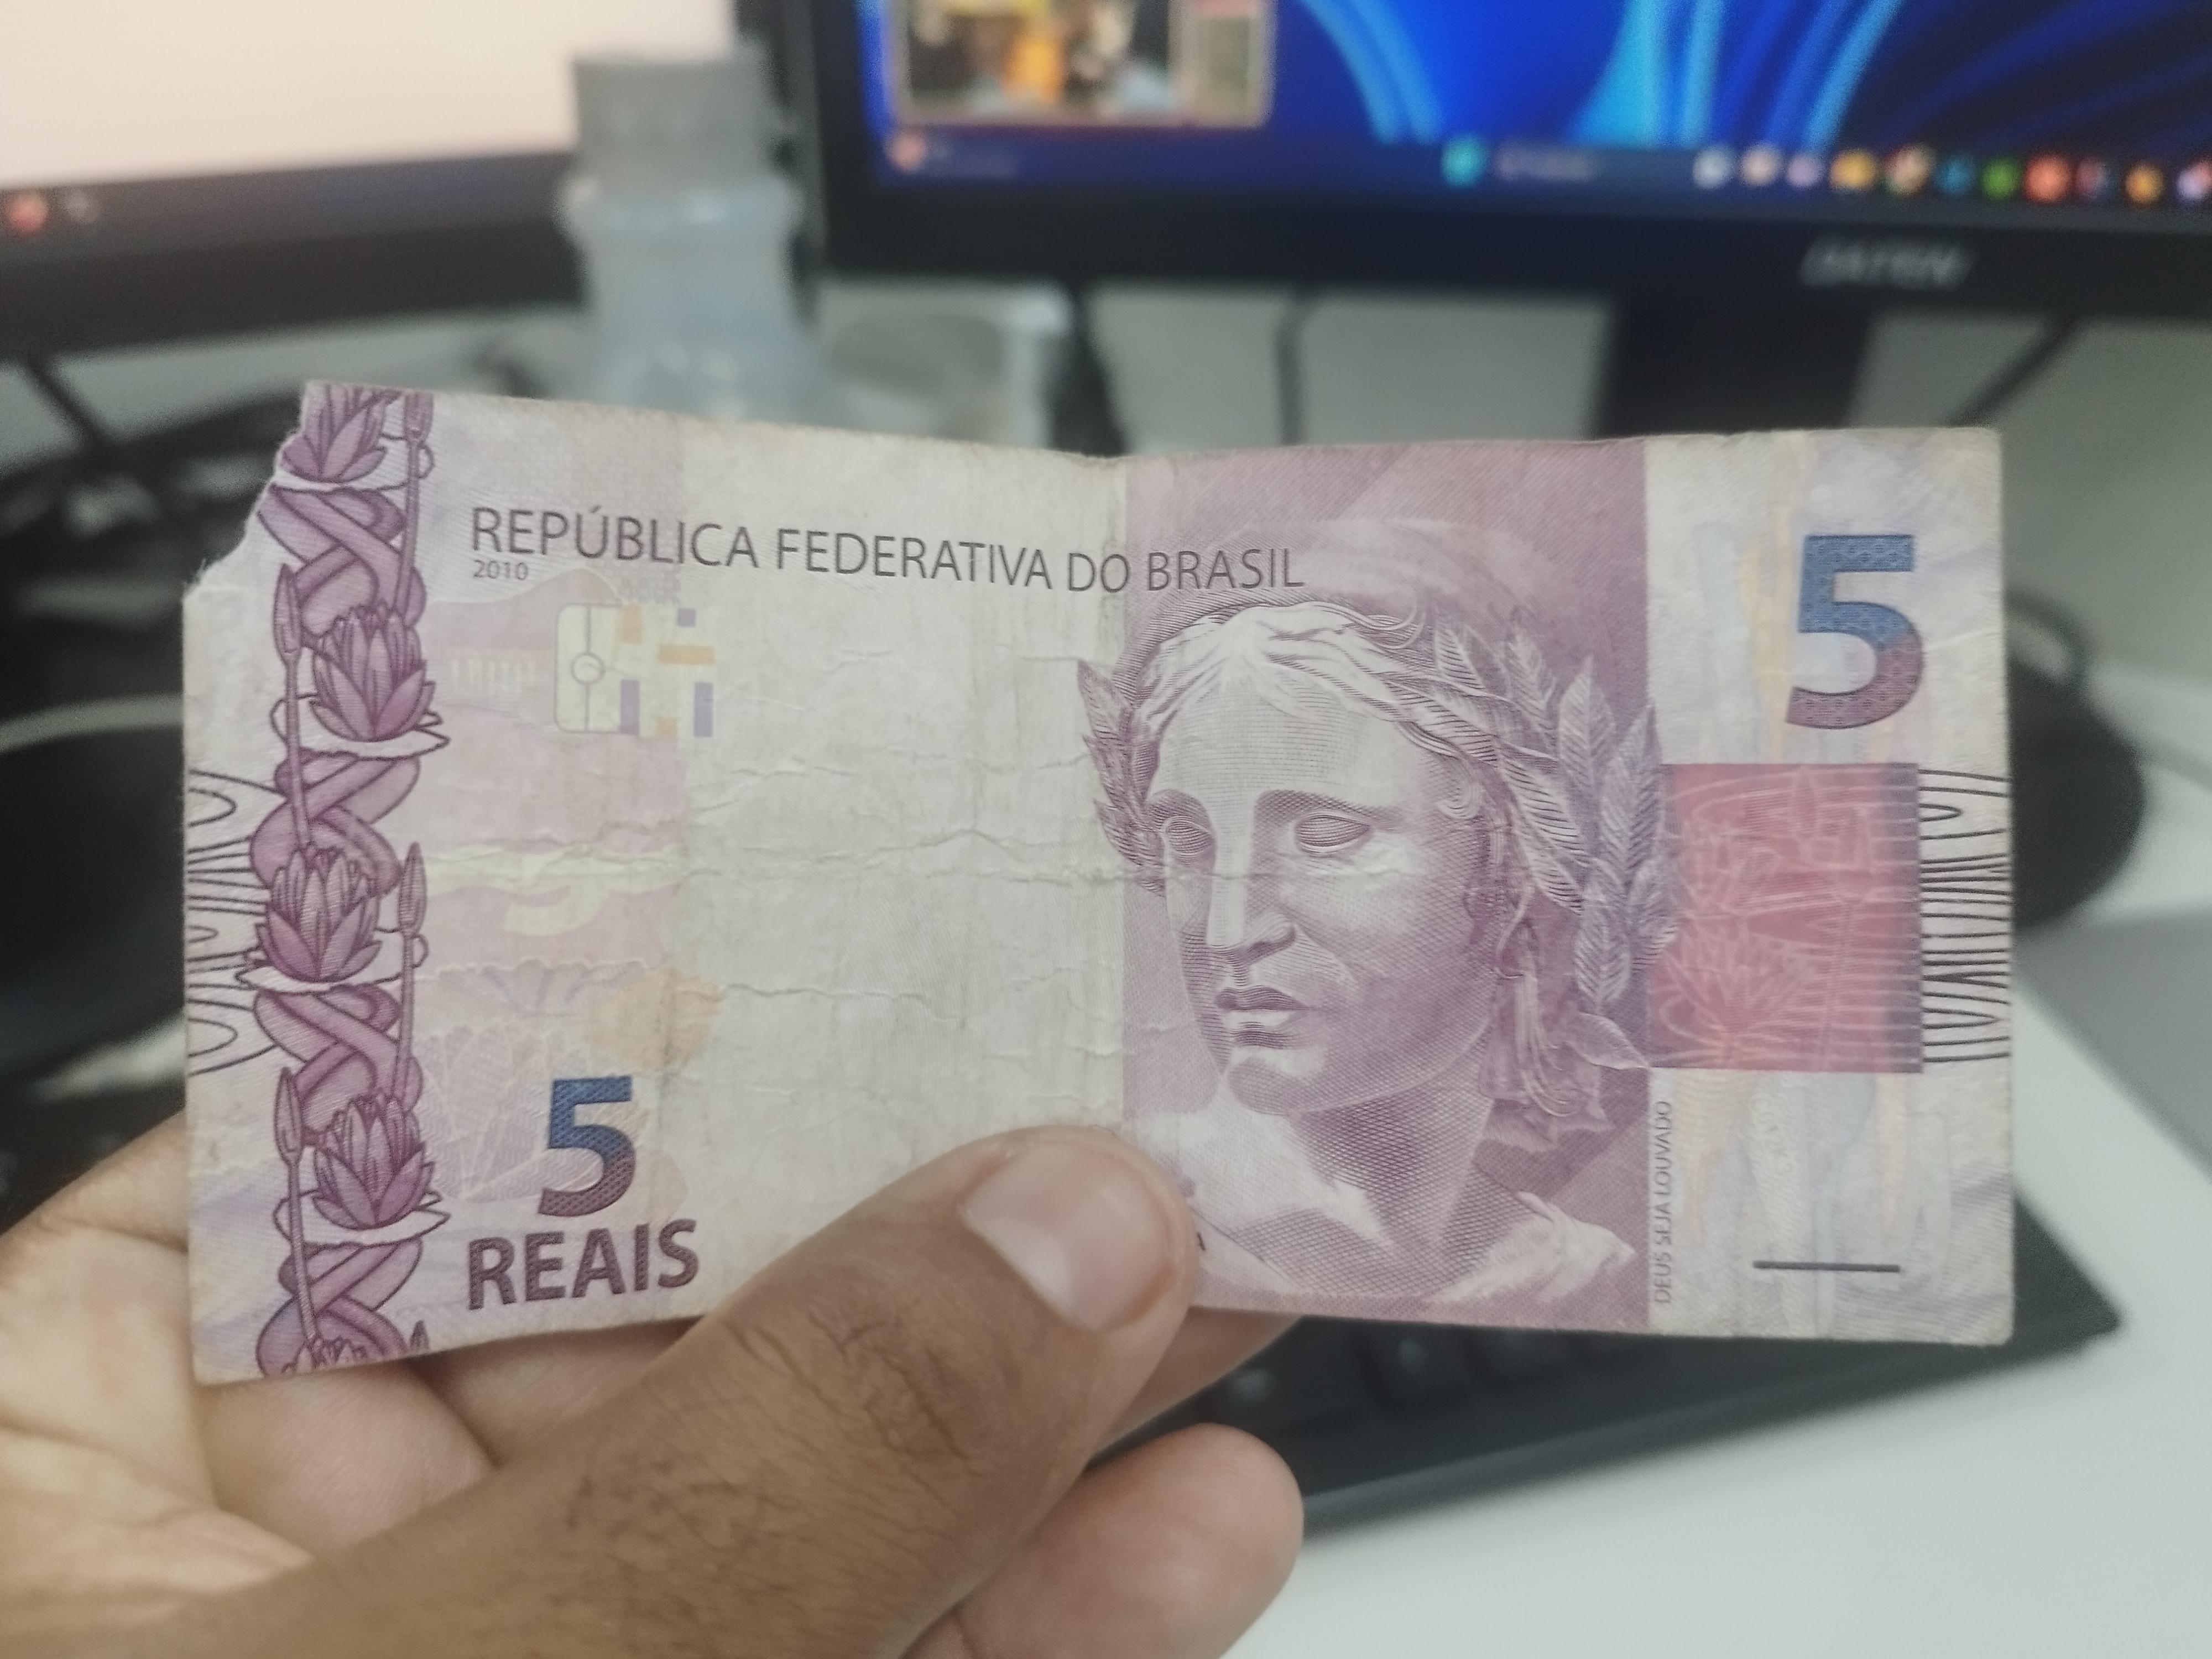 REPÚBLICA FEDERATIVA DO BRASIL
2010
5
5
REAIS
DEUS SEJA LOUVADO